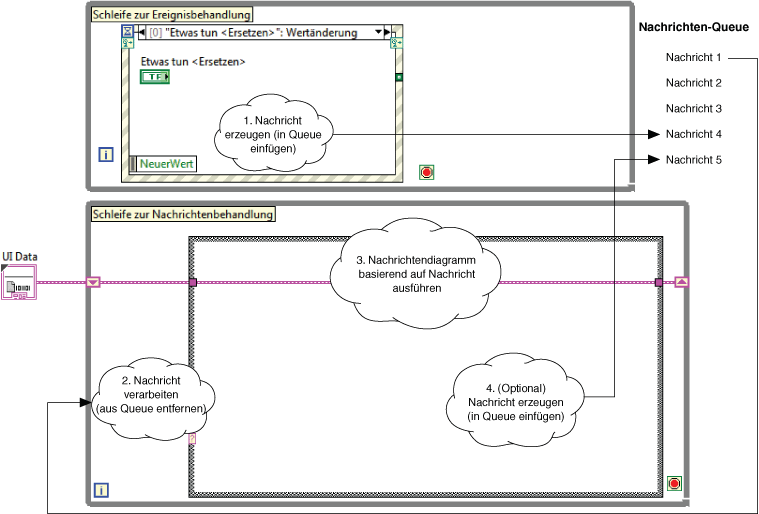 Schleife zur Ereignisbehandlung
[0] "Etwas tun <Ersetzen>": Wertänderung
Etwas tun <Ersetzen>
TF
1. Nachricht
erzeugen (in Queue
einfügen)
NeuerWert
i
Nachrichten-Queue
Nachricht 1
Nachricht 2
Nachricht 3
Nachricht 4
Nachricht 5
Schleife zur Nachrichtenbehandlung
UI Data
3. Nachrichtendiagramm
basierend auf Nachricht
ausführen
2. Nachricht
verarbeiten
(aus Queue entfernen)
4. (Optional)
Nachricht erzeugen
(in Queue einfügen)
?
i